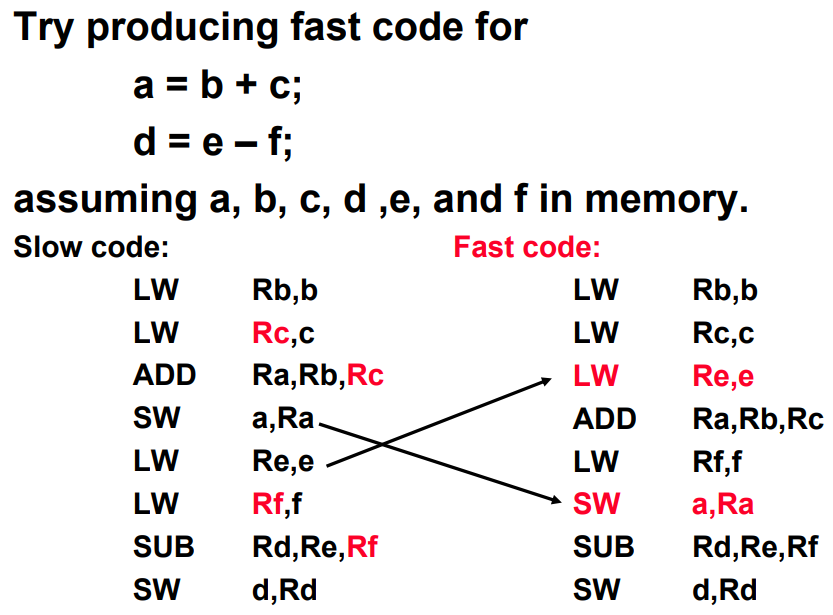 Try producing fast code for
a = b + c;
d = e – f;
assuming a, b, c, d ,e, and f in memory.
Slow code:
LW Rb,b
LW Rc,c
ADD Ra,Rb,Rc
SW a,Ra
LW Re,e
LW Rf,f
SUB Rd,Re,Rf
SW d,Rd
Fast code:
LW Rb,b
LW Rc,c
LW Re,e
ADD Ra,Rb,Rc
LW Rf,f
SW a,Ra
SUB Rd,Re,Rf
SW d,Rd